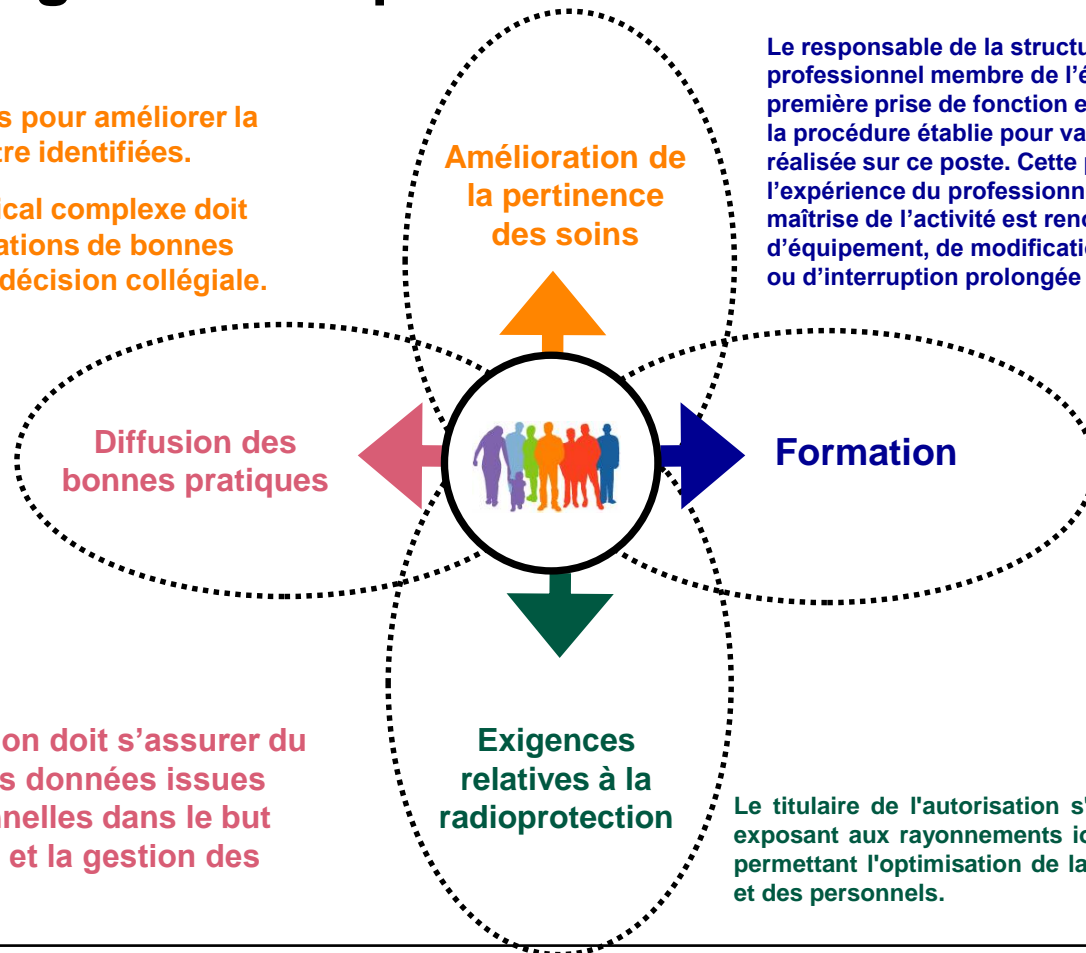 s pour améliorer la
tre identifiées.
ical complexe doit
ations de bonnes
décision collégiale.
Amélioration de
la pertinence
des soins
Le responsable de la structu
professionnel membre de l'é
première prise de fonction e
la procédure établie pour va
réalisée sur ce poste. Cette p
l'expérience du professionn
maîtrise de l'activité est reno
d'équipement, de modificatio
ou d'interruption prolongée
Diffusion des
bonnes pratiques
Formation
on doit s'assurer du
s données issues
nnelles dans le but
et la gestion des
Exigences
relatives à la
radioprotection
Le titulaire de l'autorisation s'
exposant aux rayonnements io
permettant l'optimisation de la
et des personnels.